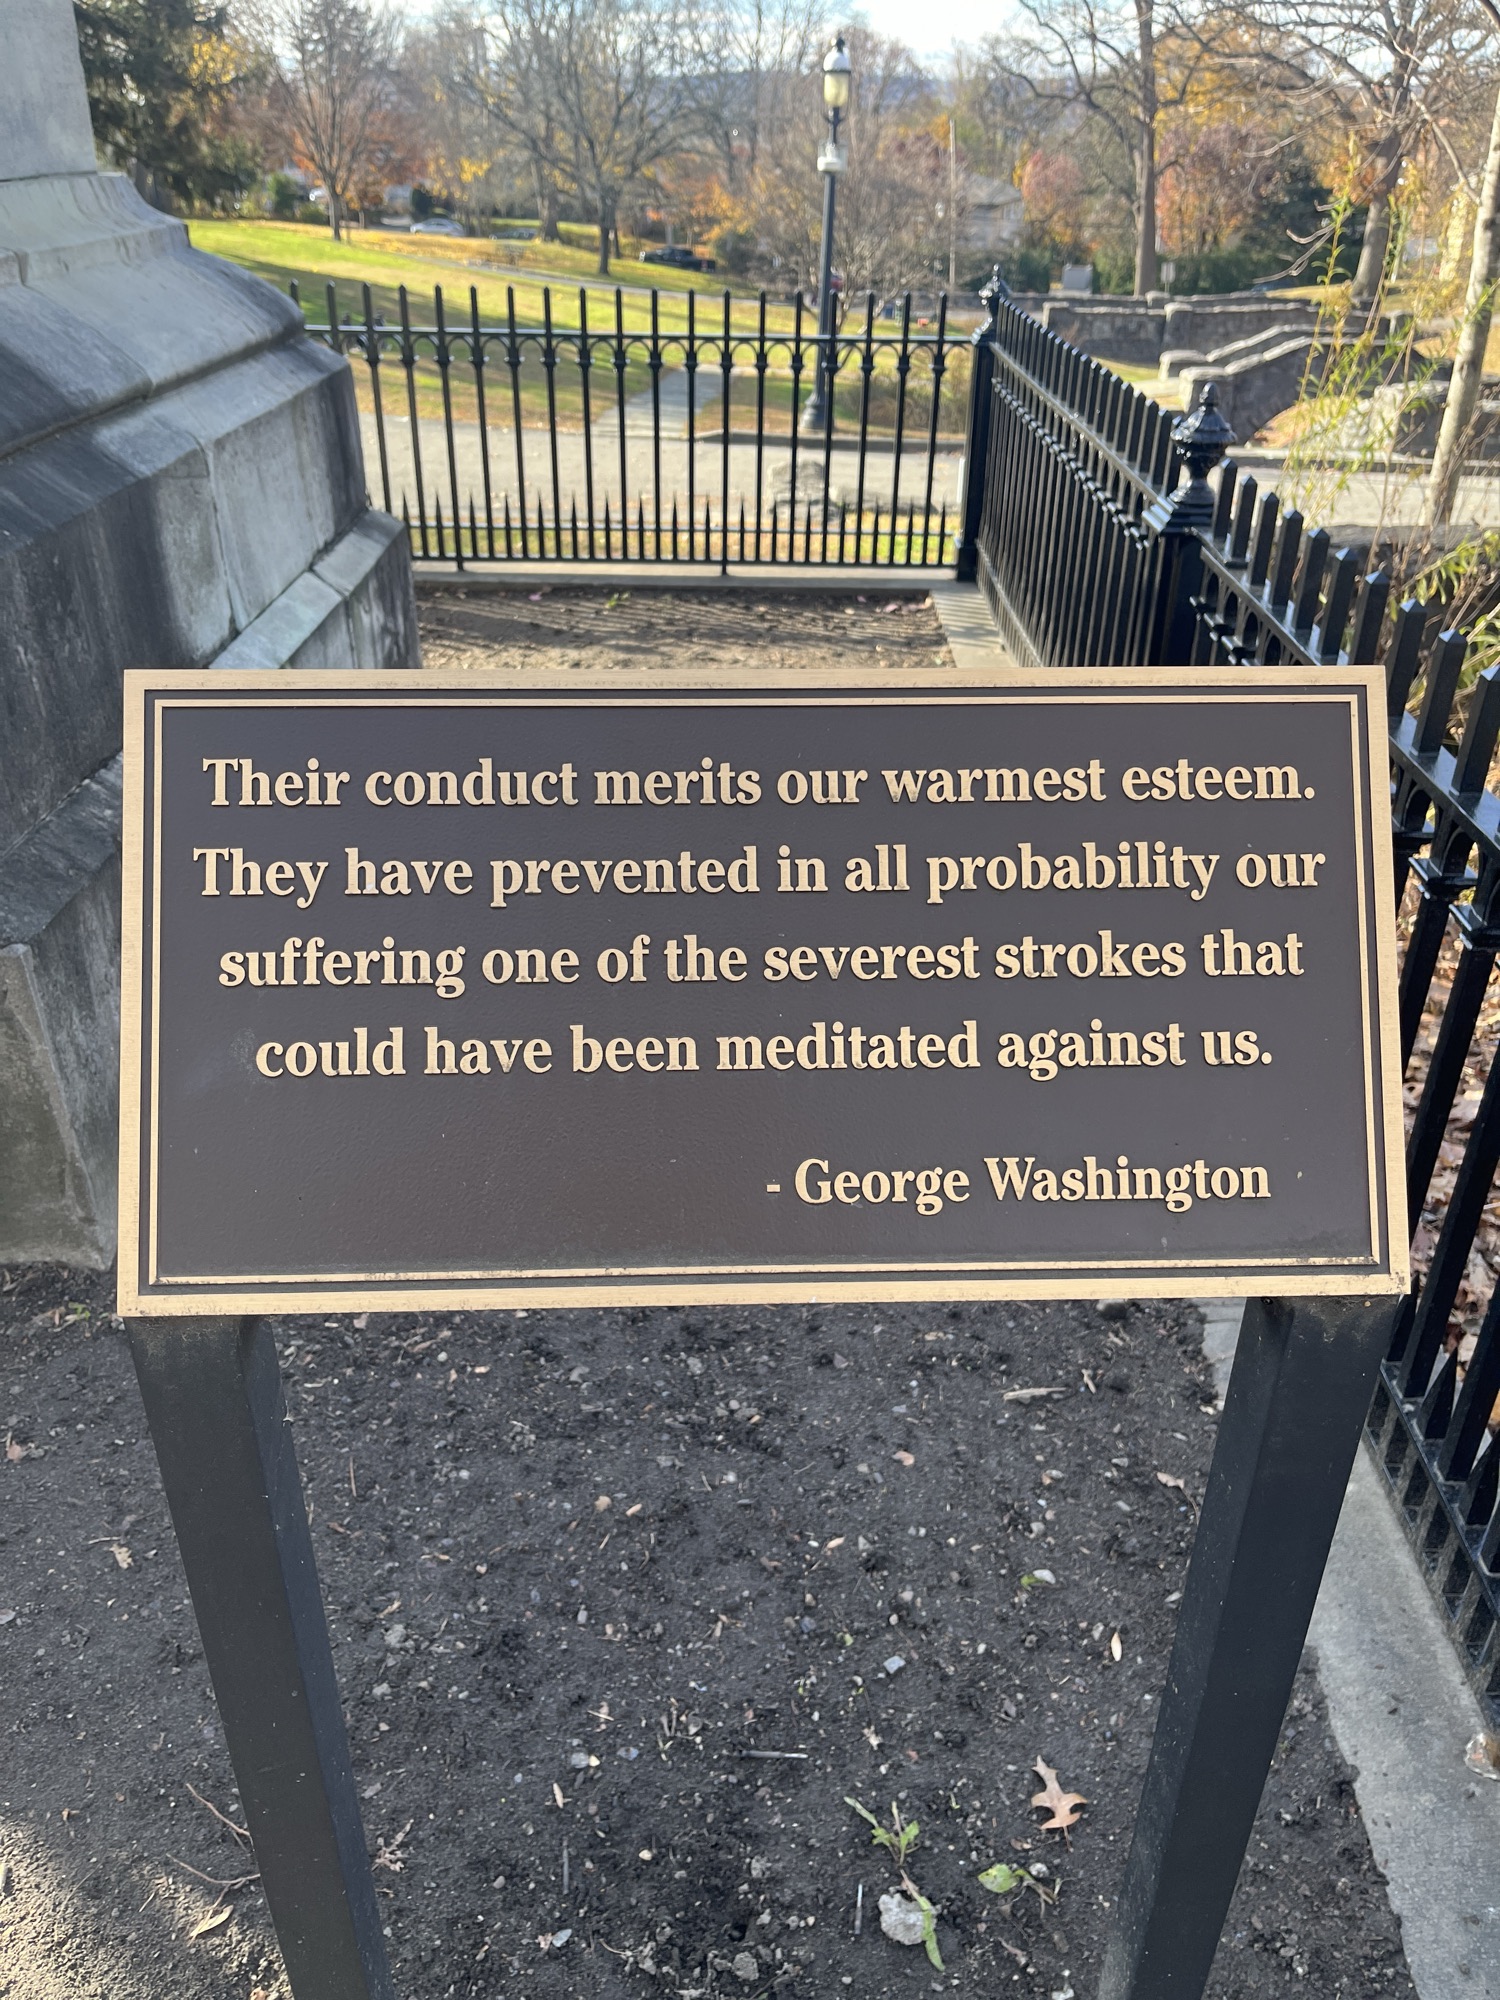 Their conduct merits our warmest esteem.
They have prevented in all probability our
suffering one of the severest strokes that
could have been meditated against us.
- George Washington